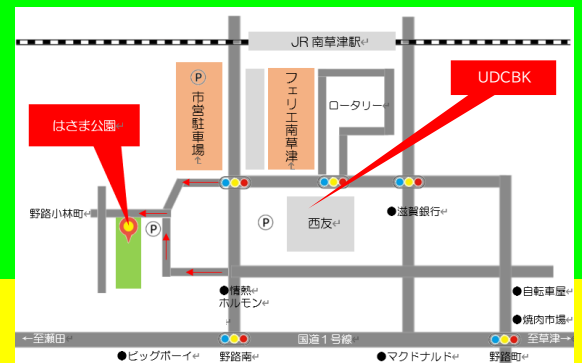 JR 南草津駅
UDCBK
P
市営駐車場
フェリエ南草津
ロータリー
はさま公園
野路小林町
P
P
西友
●滋賀銀行
●情熱
ホルモン
●自転車屋
●焼肉市場
←至瀬田
国道1号線
至草津→
●ビッグボーイ
野路南
●マクドナルド
野路町